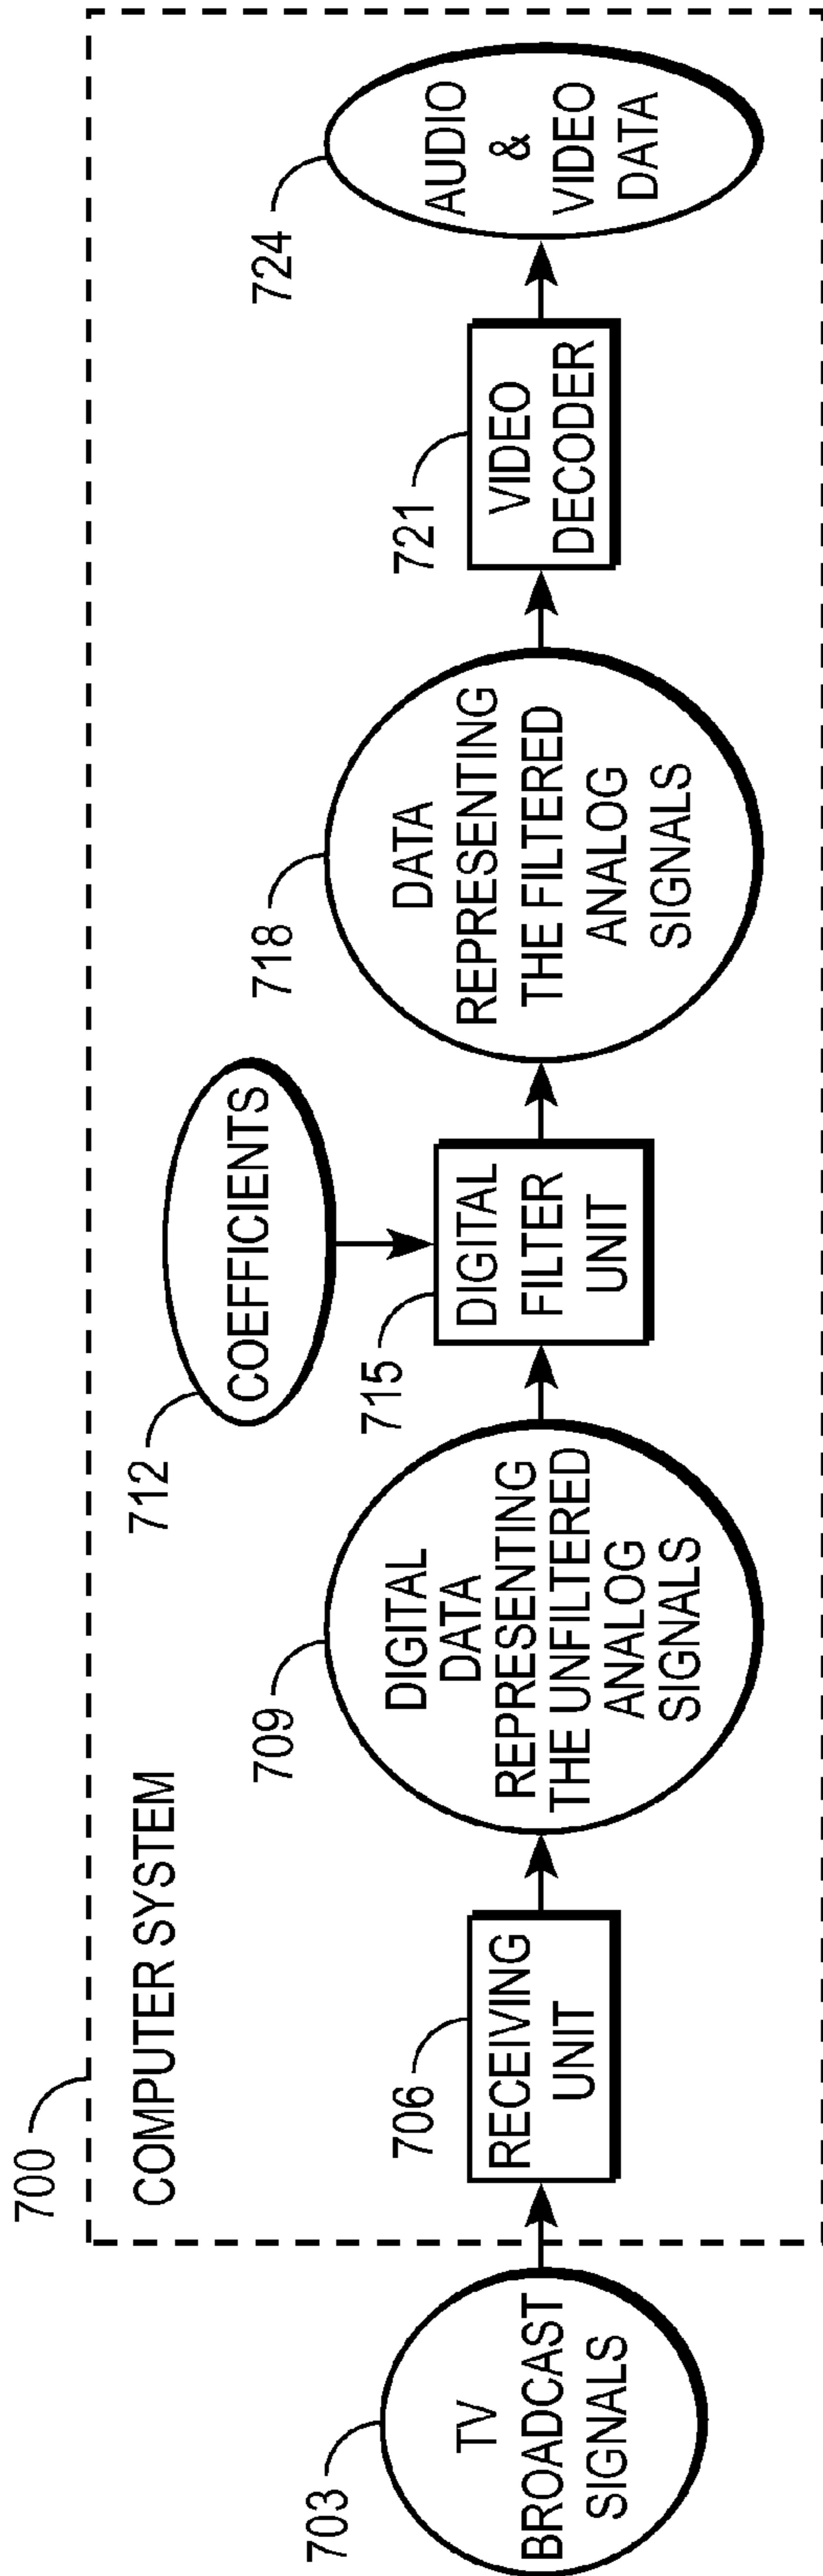 700
COMPUTER SYSTEM
703
TV
BROADCAST
SIGNALS
706
RECEIVING
UNIT
709
DIGITAL
DATA
REPRESENTING
THE UNFILTERED
ANALOG
SIGNALS
712
COEFFICIENTS
715
DIGITAL
FILTER
UNIT
718
DATA
REPRESENTING
THE FILTERED
ANALOG
SIGNALS
721
VIDEO
DECODER
724
AUDIO
&
VIDEO
DATA